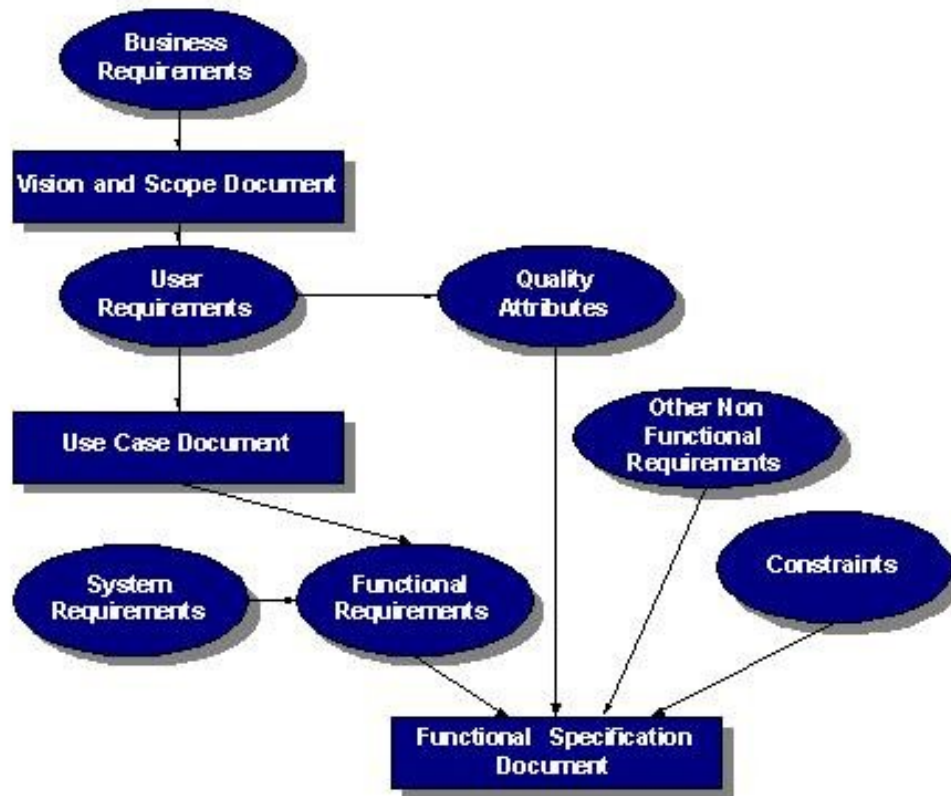 Business
Requirements
Vision and Scope Document
User
Requirements
Quality
Attributes
Use Case Document
Other Non
Functional
Requirements
System
Requirements
Functional
Requirements
Constraints
Functional Specification
Document